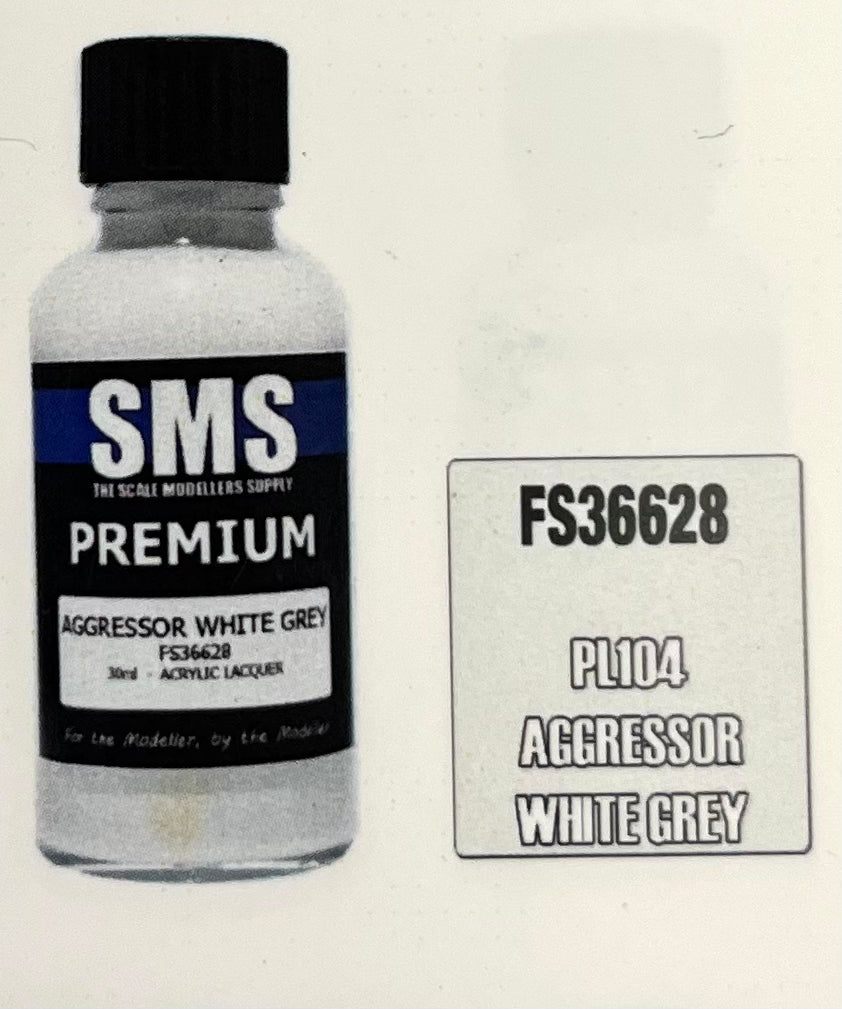 SMS
THE SCALE MODELLERS SUPPLY
PREMIUM
AGGRESSOR WHITE GREY
FS36628
30ml - ACRYLIC LACQUER
For the Modeller, by the Modeller
FS36628
PL104
AGGRESSOR
WHITE GREY